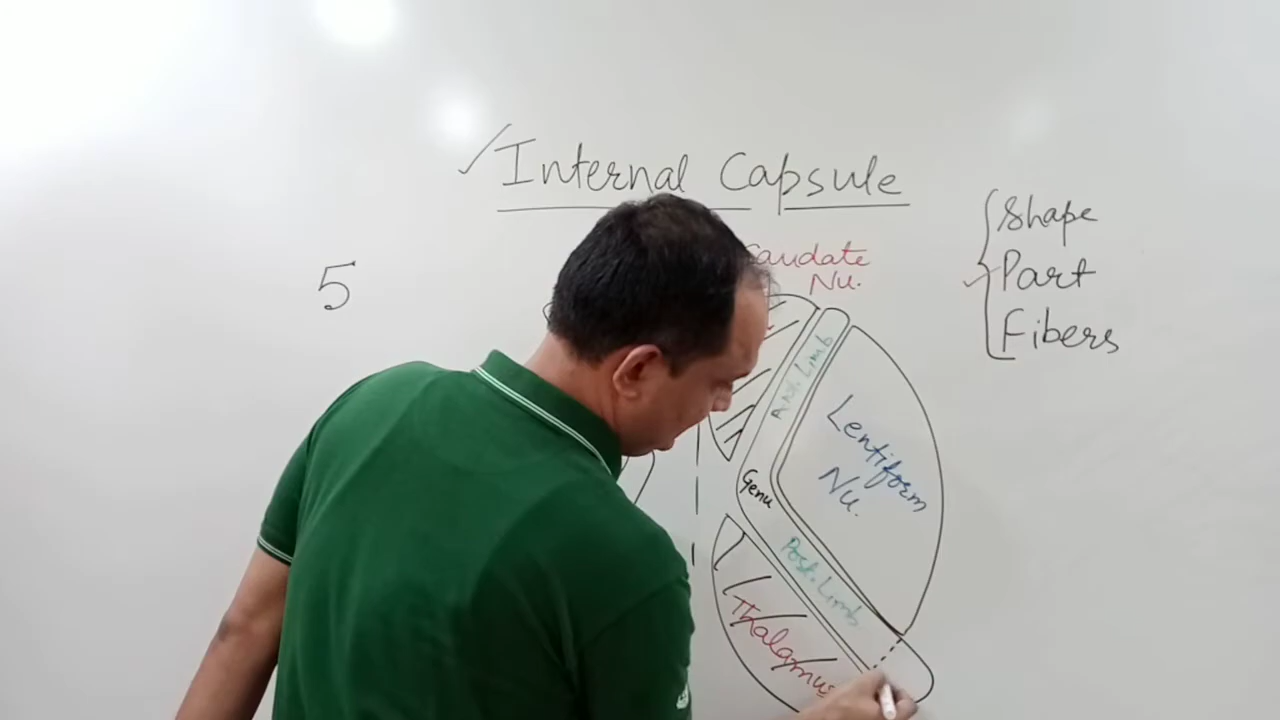 Internal Capsule
Shape
Part
Fibers
5
Caudate
Nu.
Ant. Limb
Lentiform
Nu.
Genu
Post. Limb
Thalamus